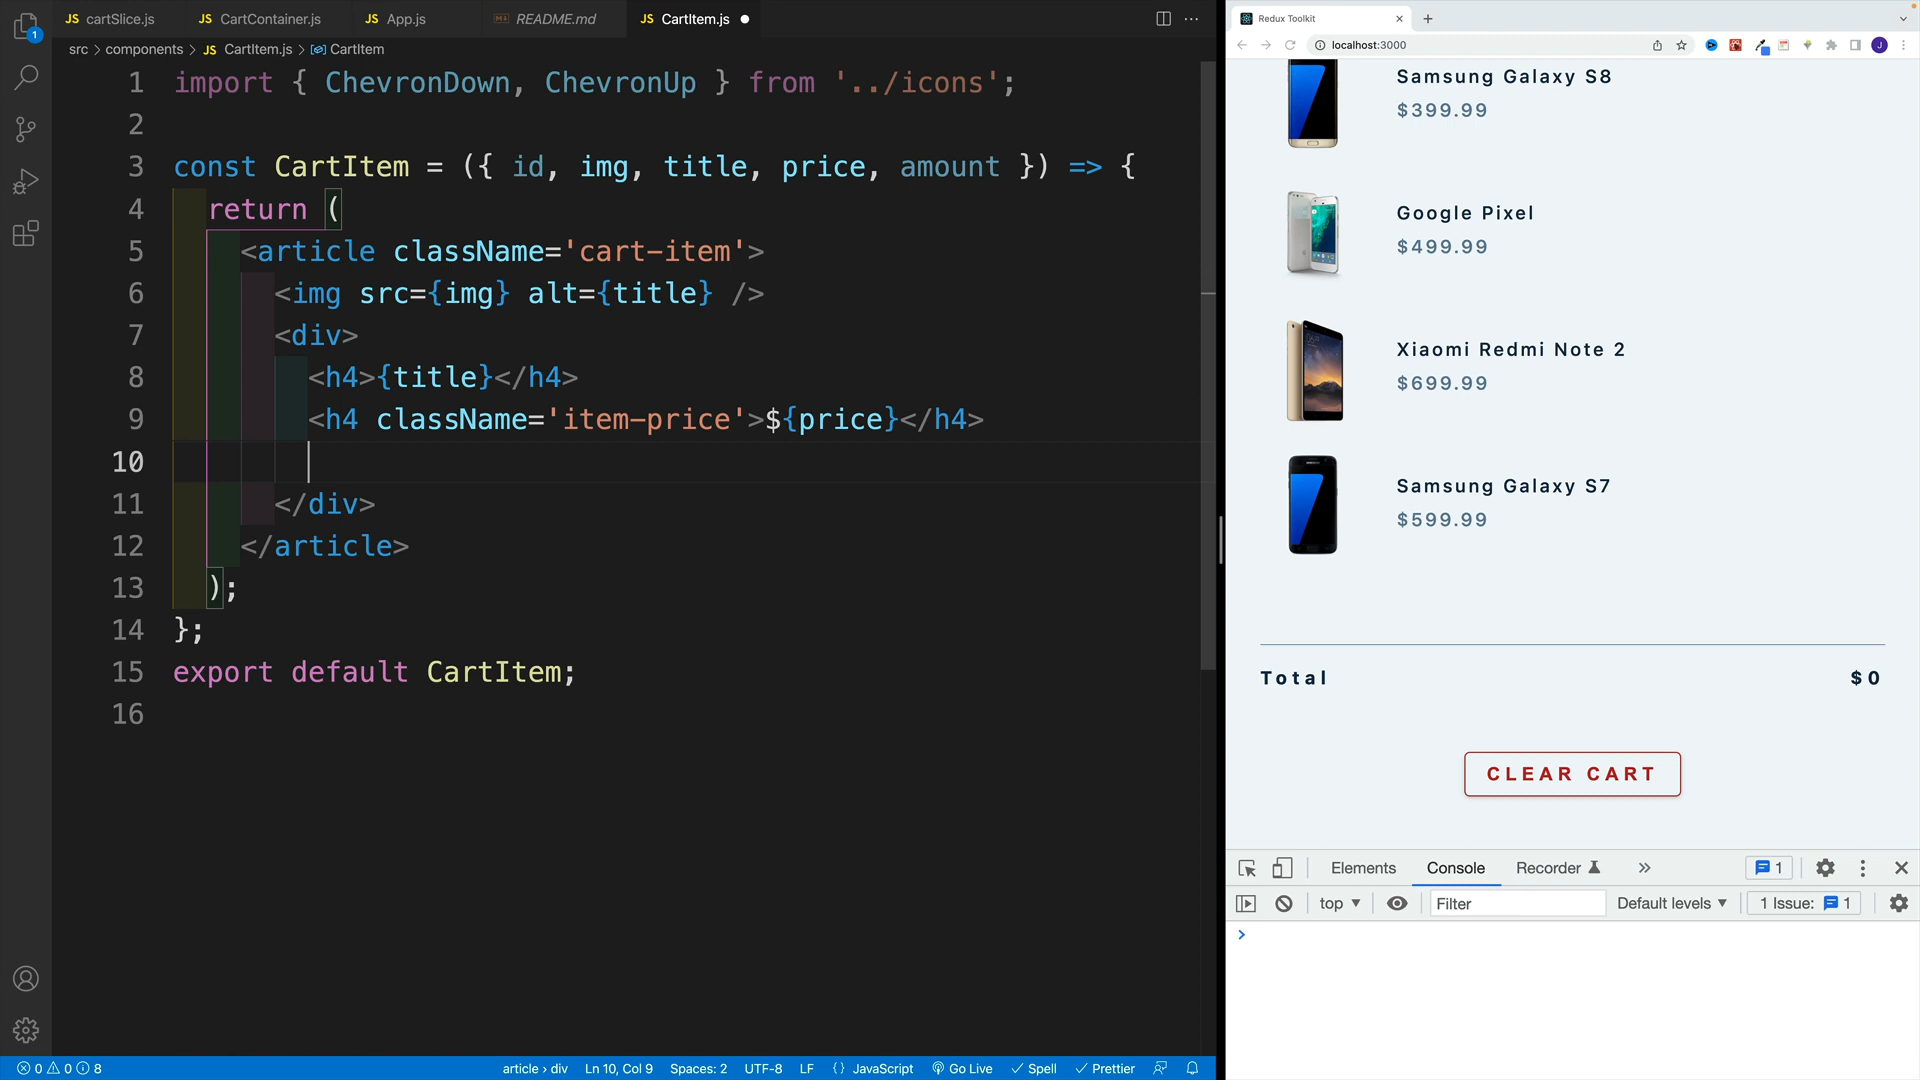 1
JS cartSlice.js
JS CartContainer.js
JS App.js
README.md
JS CartItem.js
src > components > JS CartItem.js > CartItem
1 import { ChevronDown, ChevronUp } from '../icons';
2
3 const CartItem = ({ id, img, title, price, amount }) => {
4 return (
5 <article className='cart-item'>
6 <img src={img} alt={title} />
7 <div>
8 <h4>{title}</h4>
9 <h4 className='item-price'>${price}</h4>
10
11 </div>
12 </article>
13 );
14 };
15 export default CartItem;
16
0 0 8
article › div
Ln 10, Col 9
Spaces: 2
UTF-8
LF
JavaScript
Go Live
Spell
Prettier
Redux Toolkit
localhost:3000
J
Samsung Galaxy S8
$399.99
Google Pixel
$499.99
Xiaomi Redmi Note 2
$699.99
Samsung Galaxy S7
$599.99
Total $0
CLEAR CART
Elements Console Recorder 1
top Filter Default levels 1 Issue: 1